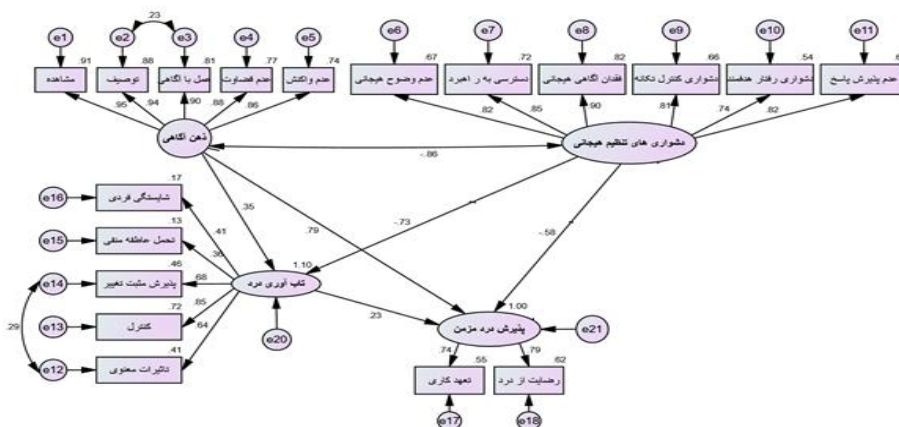 .23
e1 e2 e3 e4 e5 e6 e7 e8 e9 e10 e11
.91 .88 .81 .77 .74 .67 .72 .82 .66 .54
مشاهده
توصیف
عمل با آگاهی
عدم قضاوت
عدم واکنش
عدم وضوح هیجانی
دسترسی به ر اهبرد
فقدان آگاهی هیجانی
دشواری کنترل تکانه
دشواری رفتار هدفمند
عدم پذیرش پاسخ
.95 .94 .90 .88 .86 .82 .85 .90 .81 .74 .82
ذهن آگاهی
دشواری های تنظیم هیجانی
-.86
.35 .79 -.73 -.58
e16 .17
شایستگی فردی
.41
e15 .13
تحمل عاطفه منفی
.36
e14 .46
پذیرش مثبت تغییر
.68
e13 .72
کنترل
.85
e12 .41
تاثیرات معنوی
.64
.29
1.10
تاب آوری درد
e20
.23
1.00
پذیرش درد مزمن
e21
.74 .55 .79 .62
تعهد کاری
رضایت از درد
e17 e18